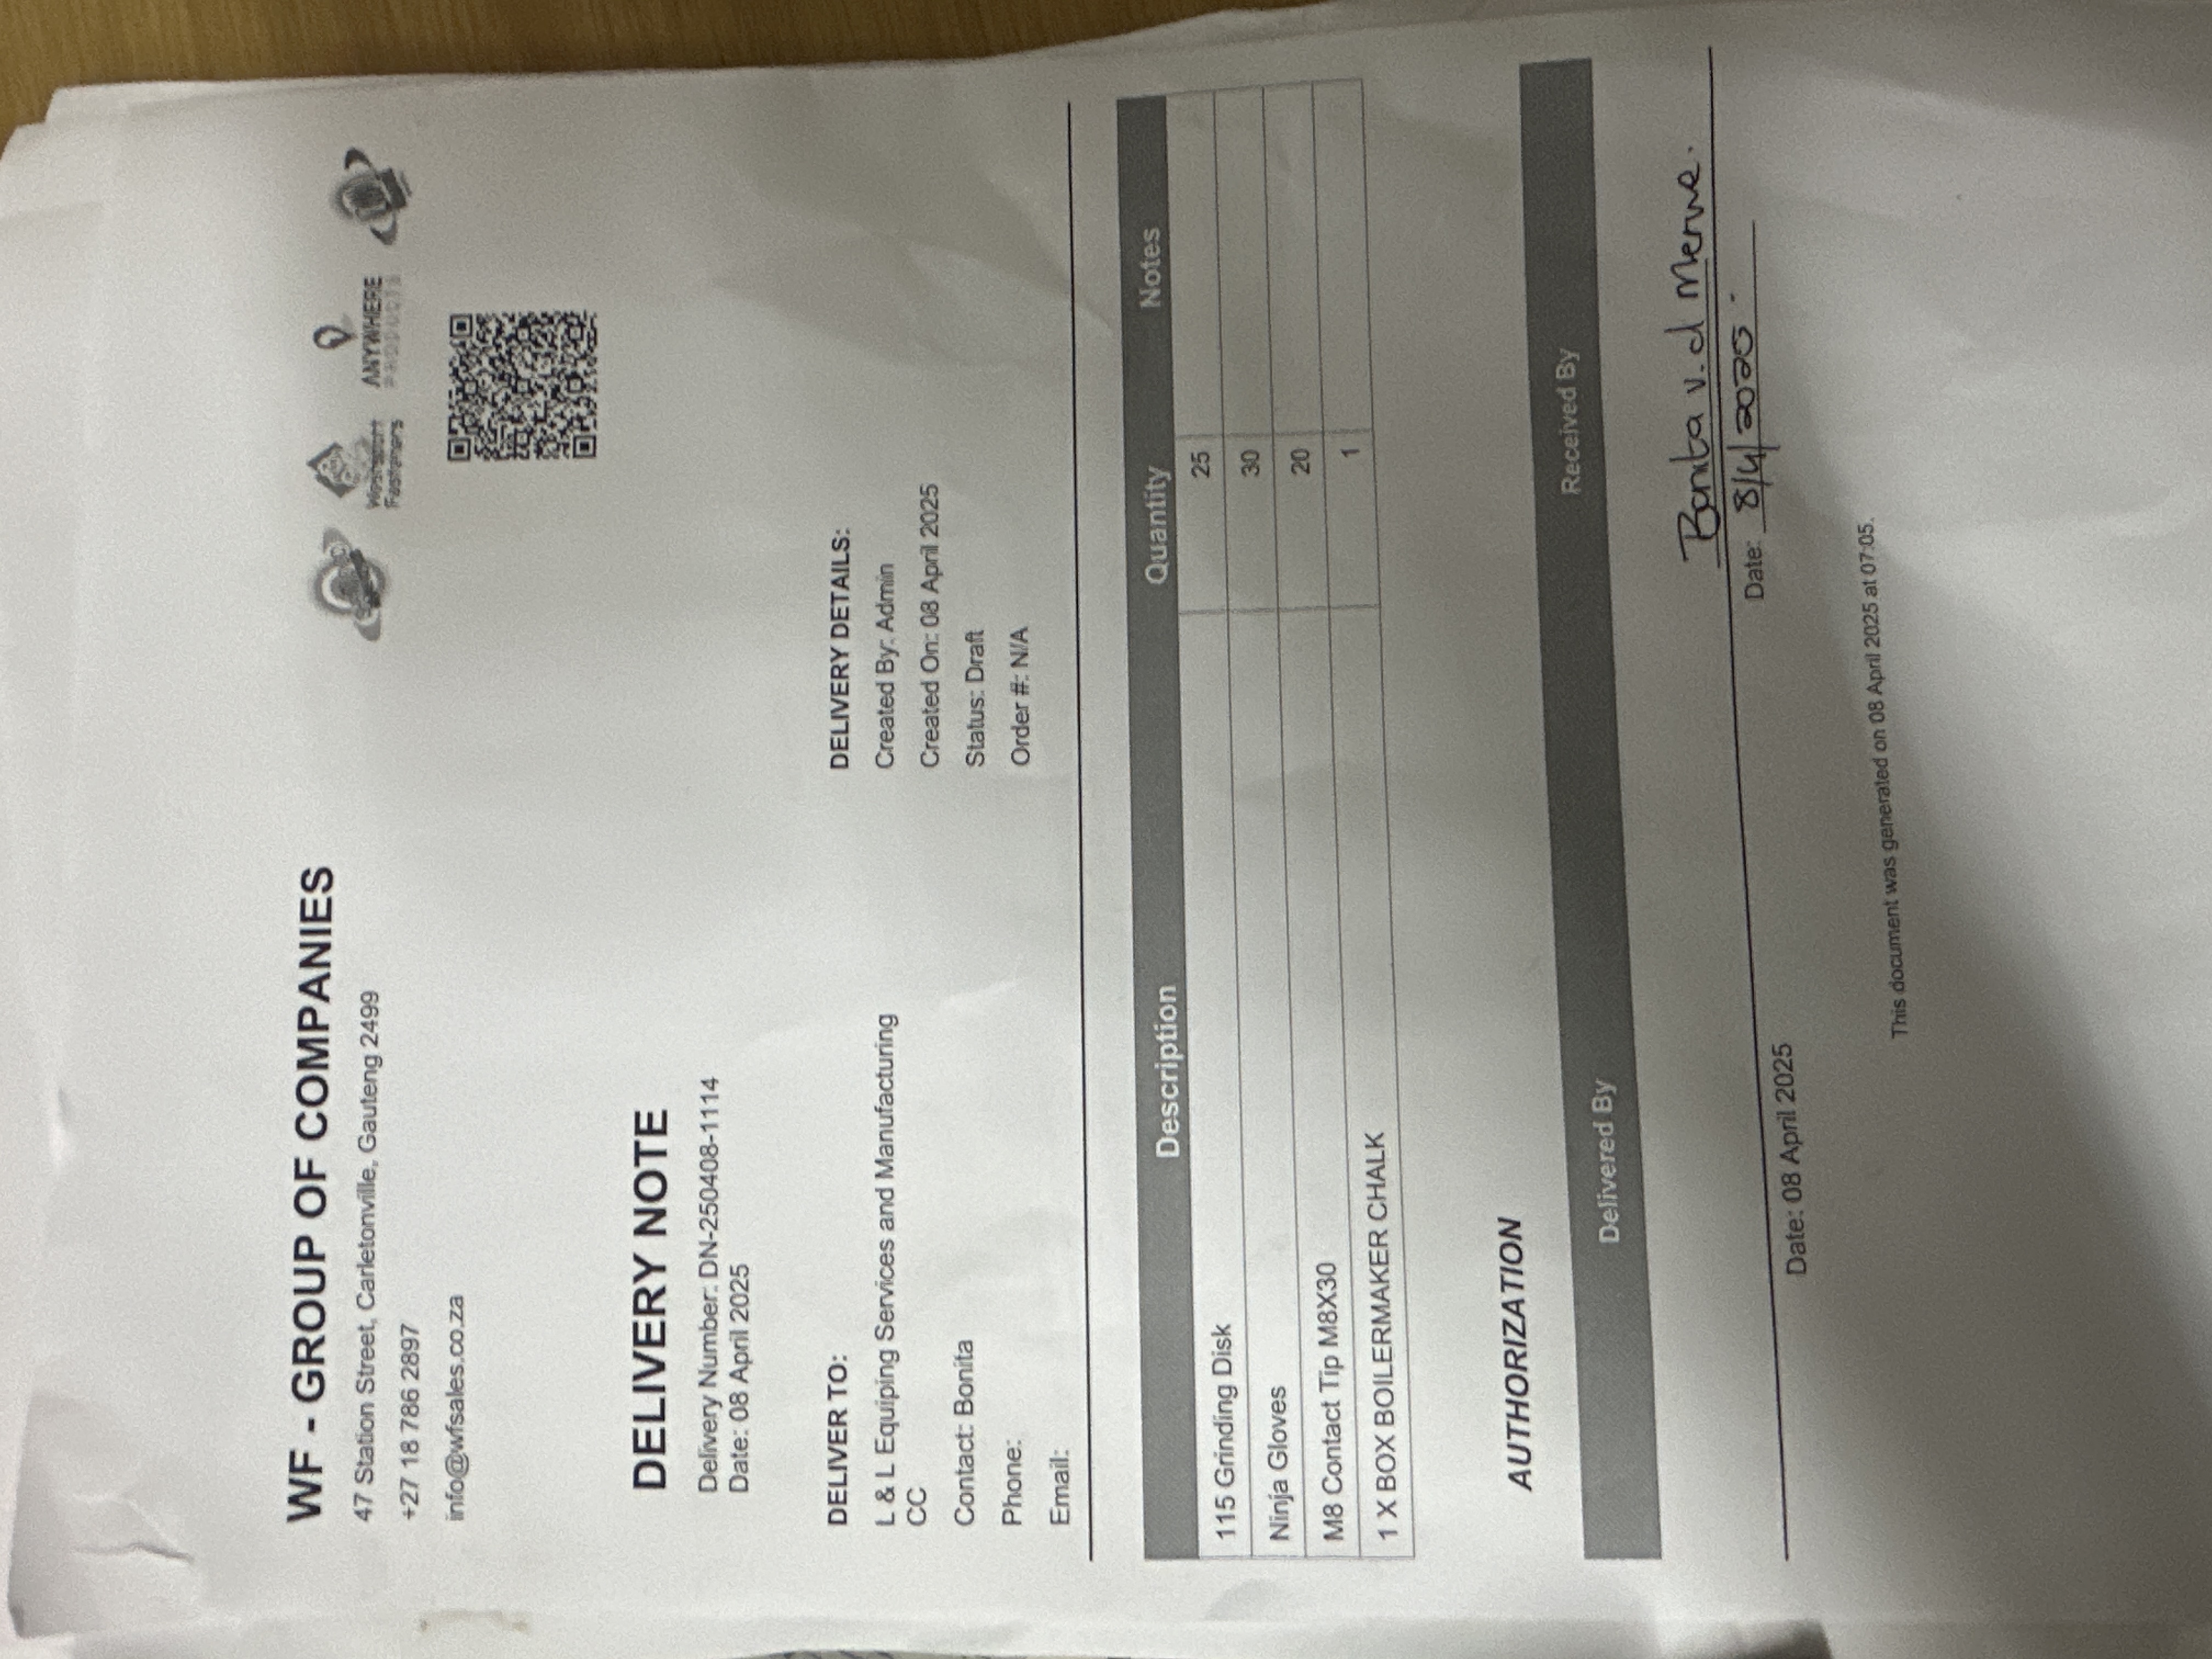 WF - GROUP OF COMPANIES
47 Station Street, Carletonville, Gauteng 2499
+27 18 786 2897
info@wfsales.co.za
Fasteners
ANYWHERE
PRODUCTS
DELIVERY NOTE
Delivery Number: DN-250408-1114
Date: 08 April 2025
DELIVER TO:
L & L Equiping Services and Manufacturing
CC
Contact: Bonita
Phone:
Email:
DELIVERY DETAILS:
Created By: Admin
Created On: 08 April 2025
Status: Draft
Order #: N/A
Description Quantity Notes
115 Grinding Disk 25
Ninja Gloves 30
M8 Contact Tip M8X30 20
1 X BOX BOILERMAKER CHALK 1
AUTHORIZATION
Delivered By Received By
Bonita v.d Merwe.
Date: 08 April 2025
Date: 8/4/2025
This document was generated on 08 April 2025 at 07:05.